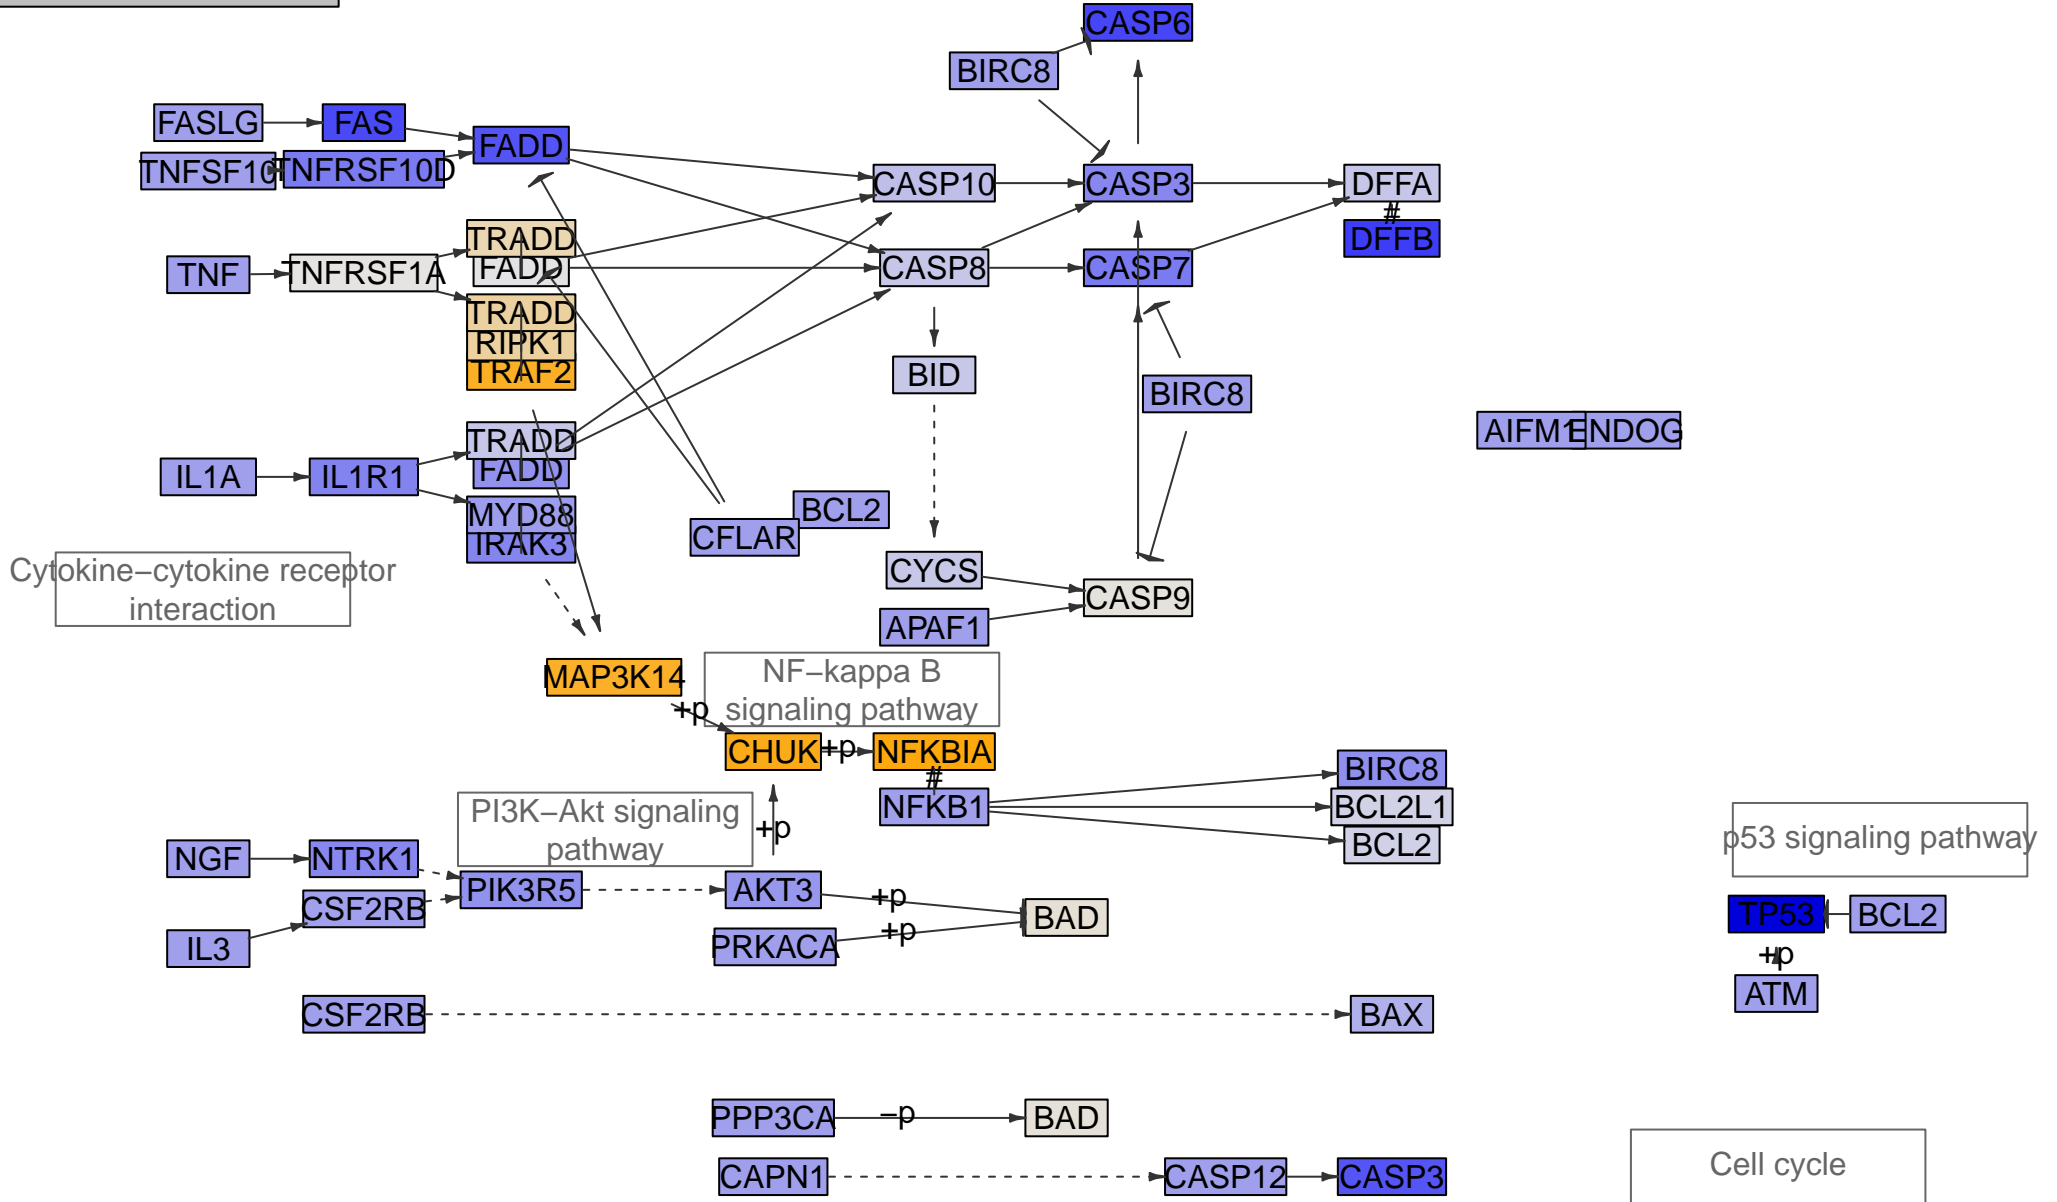 CASP6
BIRC8
FASLG
FAS
FADD
TNFSF10
TNFRSF10D
CASP10
CASP3
DFFA
#
DFFB
TRADD
FADD
TNF
TNFRSF1A
CASP8
CASP7
TRADD
RIPK1
TRAF2
BID
BIRC8
AIFM1
ENDOG
TRADD
FADD
IL1A
IL1R1
MYD88
IRAK3
BCL2
CFLAR
Cytokine−cytokine receptor
interaction
CYCS
CASP9
APAF1
MAP3K14
NF−kappa B
signaling pathway
+p
CHUK
+p
NFKBIA
#
NFKB1
BIRC8
BCL2L1
BCL2
PI3K−Akt signaling
pathway
+p
p53 signaling pathway
NGF
NTRK1
CSF2RB
PIK3R5
AKT3
+p
BAD
TP53
BCL2
IL3
PRKACA
+p
+p
ATM
CSF2RB
BAX
PPP3CA
−p
BAD
CAPN1
CASP12
CASP3
Cell cycle